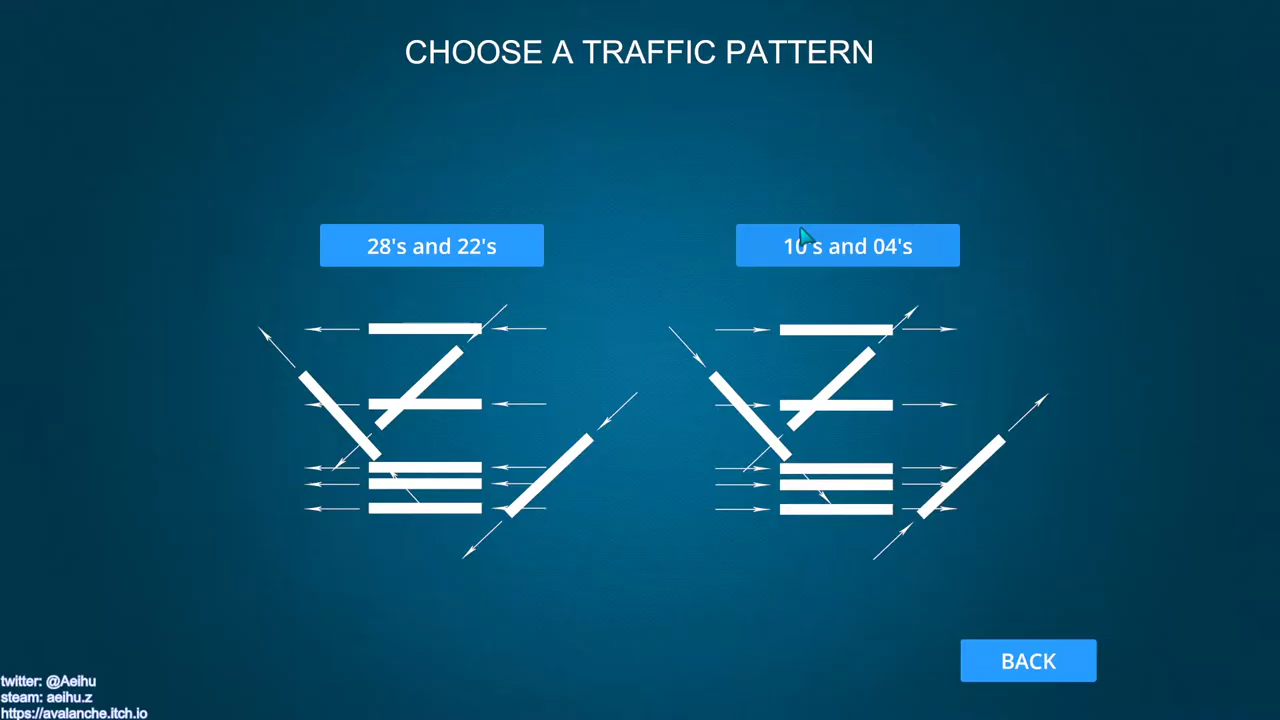 CHOOSE A TRAFFIC PATTERN
28's and 22's
10's and 04's
BACK
twitter: @Aeihu
steam: aeihu.z
https://avalanche.itch.io